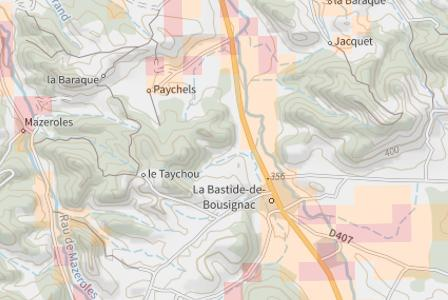 la Baraque
Jacquet
la Baraque
Paychels
Mazeroles
400
le Taychou
356
La Bastide-de-
Bousignac
D407
Rau de Mazeroles